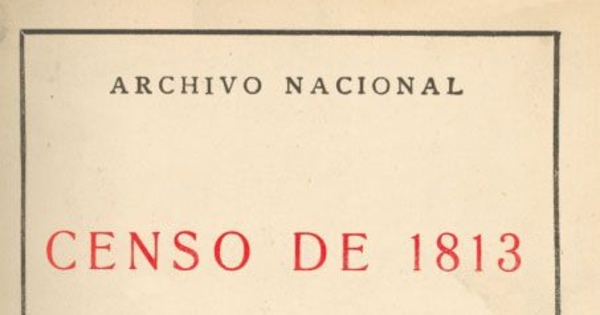 ARCHIVO NACIONAL
CENSO DE 1813